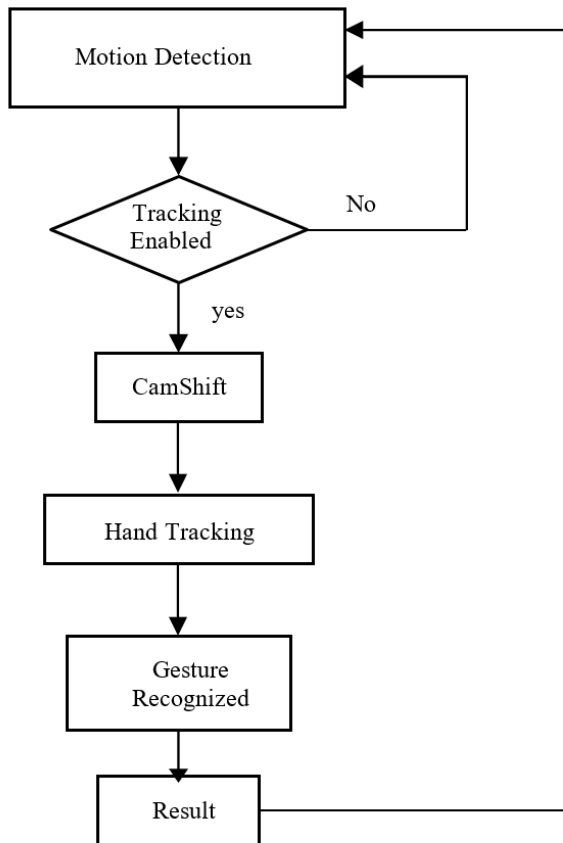 Motion Detection
Tracking
Enabled
No
yes
CamShift
Hand Tracking
Gesture
Recognized
Result